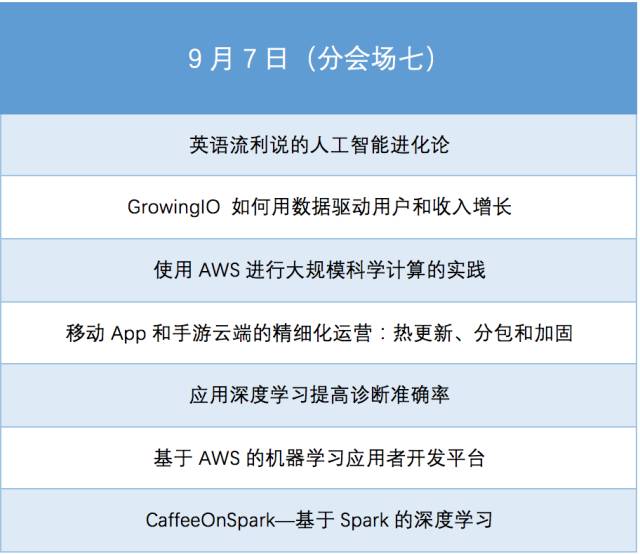 9 月 7 日（分会场七）
英语流利说的人工智能进化论
GrowingIO 如何用数据驱动用户和收入增长
使用 AWS 进行大规模科学计算的实践
移动 App 和手游云端的精细化运营：热更新、分包和加固
应用深度学习提高诊断准确率
基于 AWS 的机器学习应用者开发平台
CaffeeOnSpark—基于 Spark 的深度学习